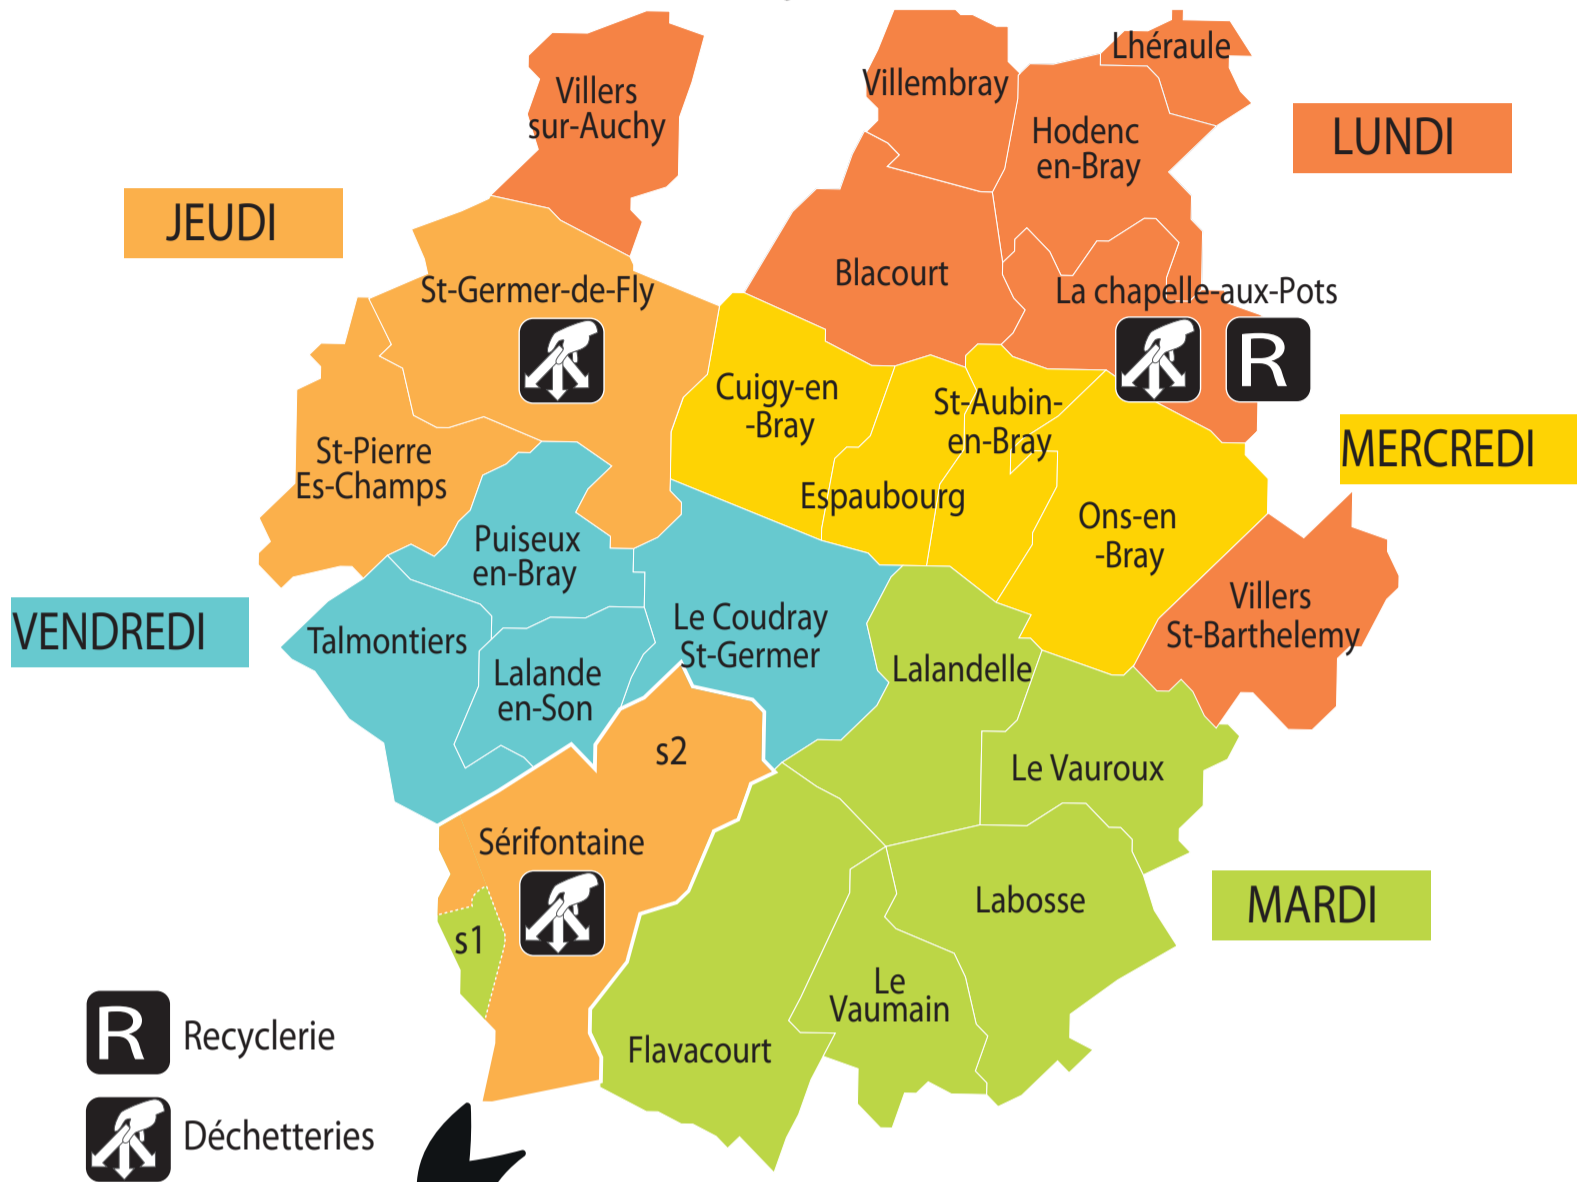 Lhéraule
Villers
sur-Auchy
Villembray
Hodenc
en-Bray
LUNDI
JEUDI
St-Germer-de-Fly
Blacourt
La chapelle-aux-Pots
R
Cuigy-en
-Bray
St-Aubin-
en-Bray
MERCREDI
St-Pierre
Es-Champs
Espaubourg
Ons-en
-Bray
Puiseux
en-Bray
Villers
St-Barthelemy
VENDREDI
Talmontiers
Le Coudray
St-Germer
Lalandelle
Lalande
en-Son
s2
Le Vauroux
Sérifontaine
Labosse
MARDI
s1
Le
Vaumain
Flavacourt
R Recyclerie
Déchetteries